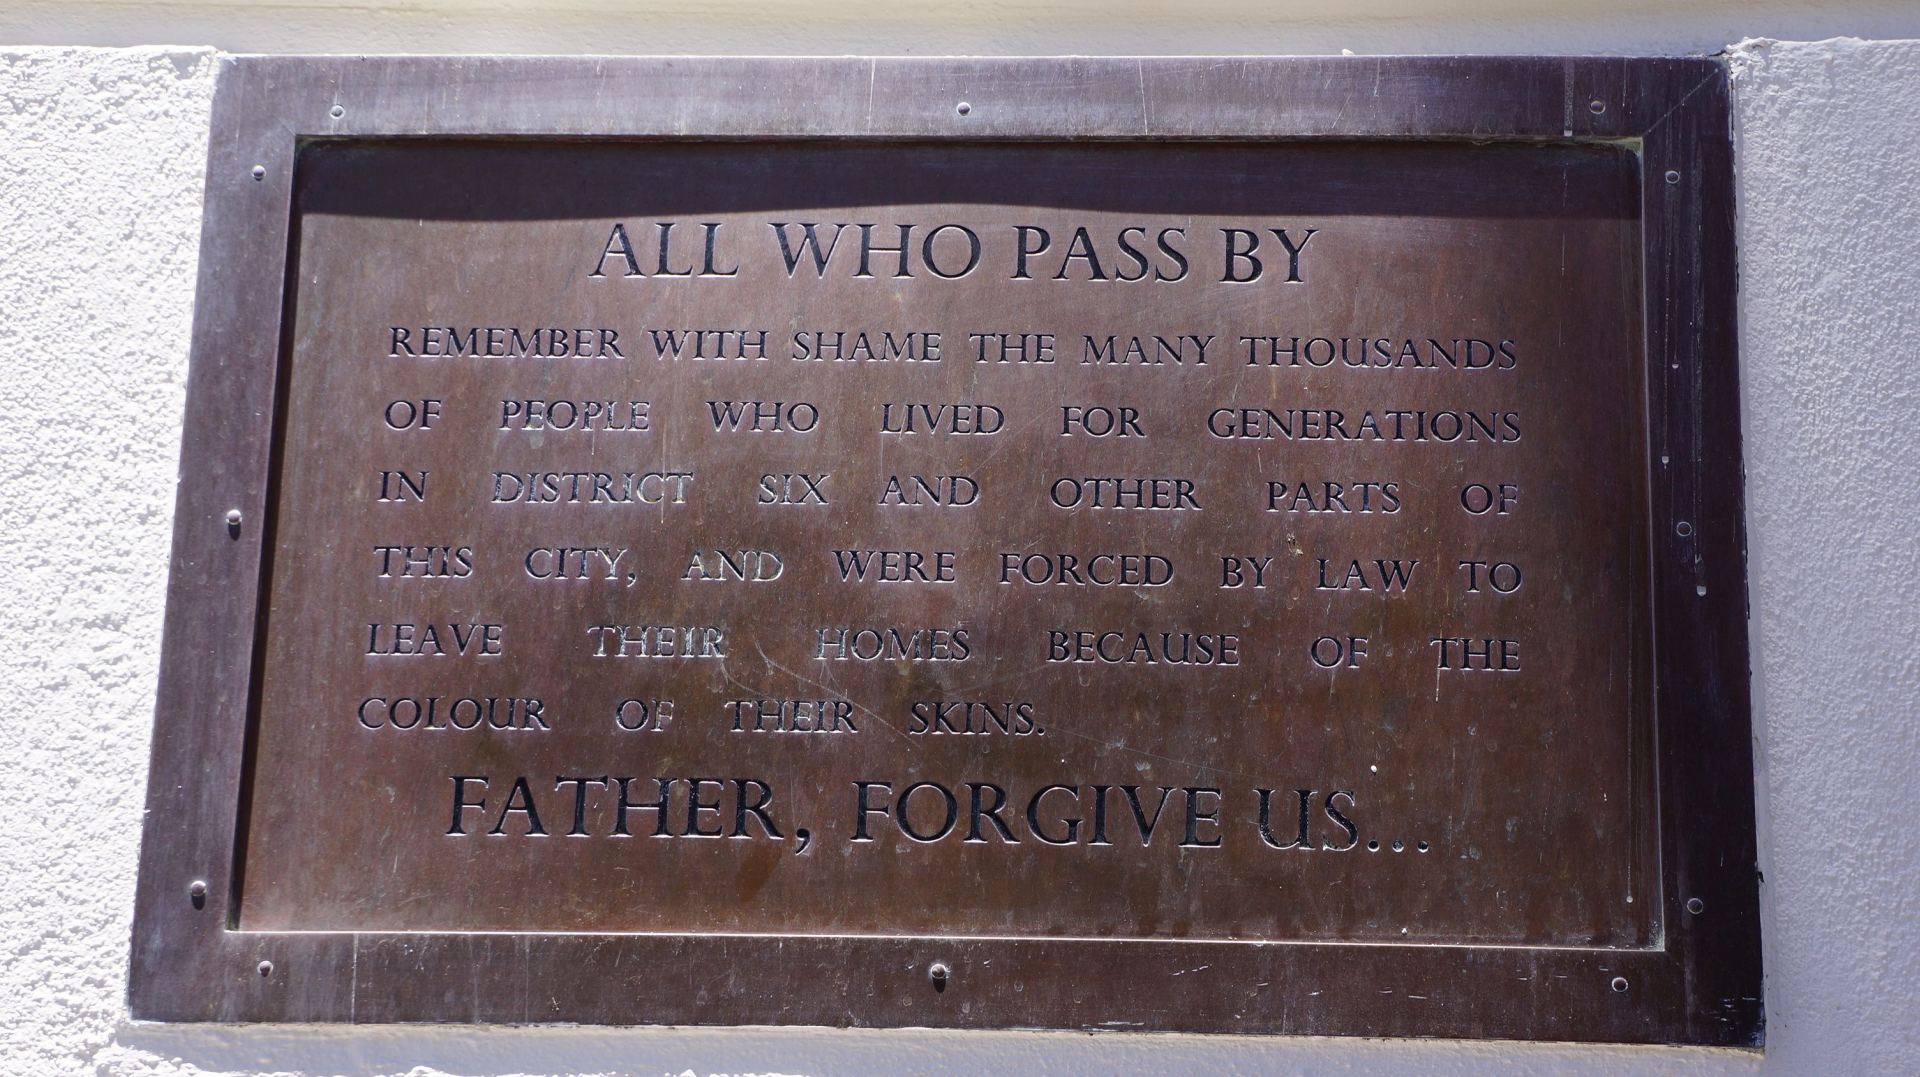 ALL WHO PASS BY
REMEMBER WITH SHAME THE MANY THOUSANDS
OF PEOPLE WHO LIVED FOR GENERATIONS
IN DISTRICT SIX AND OTHER PARTS OF
THIS CITY, AND WERE FORCED BY LAW TO
LEAVE THEIR HOMES BECAUSE OF THE
COLOUR OF THEIR SKINS.
FATHER, FORGIVE US...